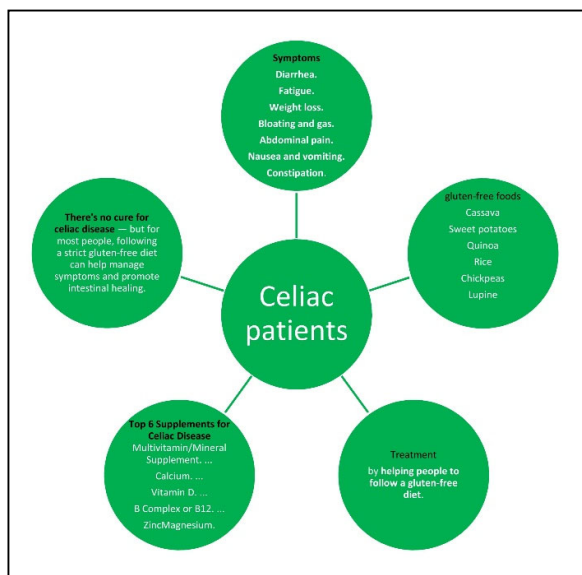 Symptoms
Diarrhea.
Fatigue.
Weight loss.
Bloating and gas.
Abdominal pain.
Nausea and vomiting.
Constipation.
gluten-free foods
Cassava
Sweet potatoes
Quinoa
Rice
Chickpeas
Lupine
Treatment
by helping people to
follow a gluten-free
diet.
Top 6 Supplements for
Celiac Disease
Multivitamin/Mineral
Supplement. ...
Calcium. ...
Vitamin D. ...
B Complex or B12. ...
ZincMagnesium.
There's no cure for
celiac disease — but for
most people, following
a strict gluten-free diet
can help manage
symptoms and promote
intestinal healing.
Celiac
patients